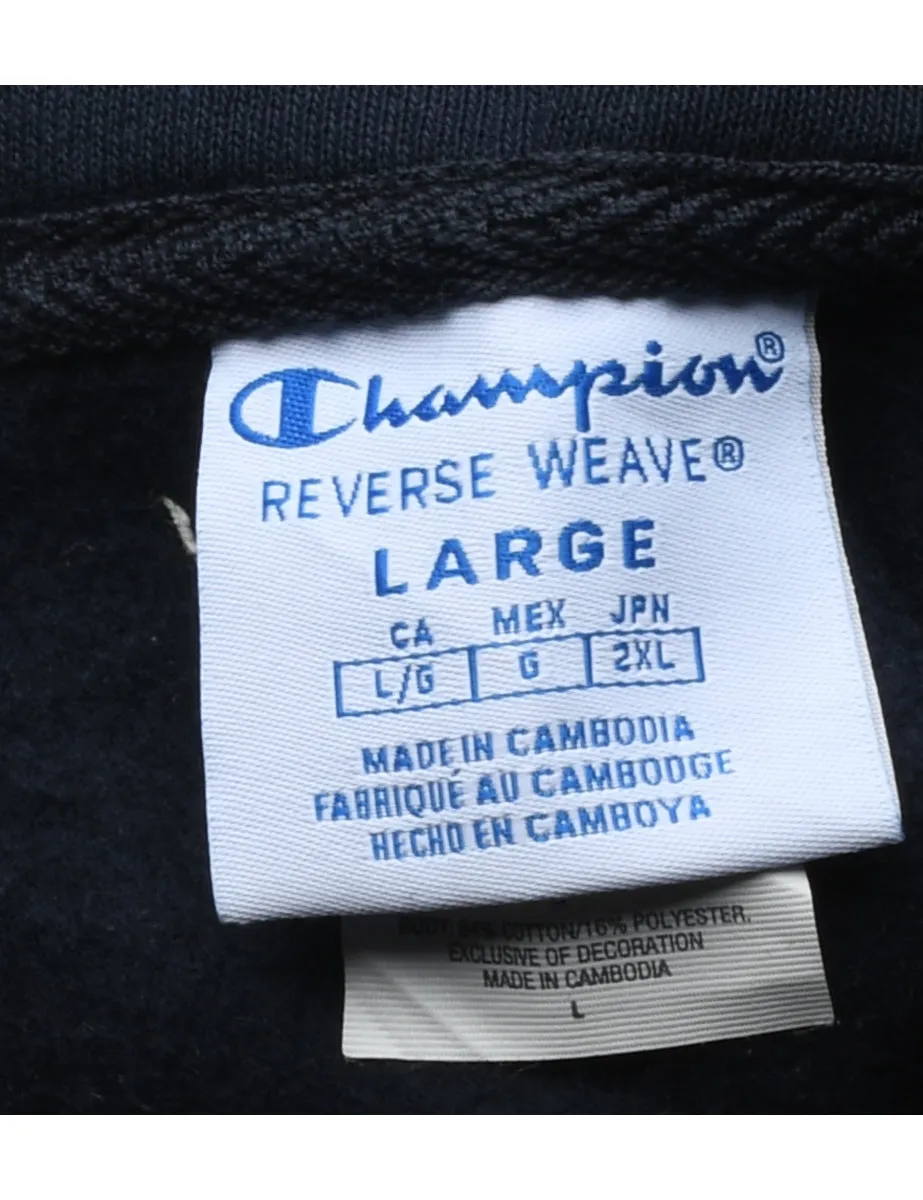 Champion®
REVERSE WEAVE®
LARGE
CA MEX JPN
L/G G 2XL
MADE IN CAMBODIA
FABRIQUÉ AU CAMBODGE
HECHO EN CAMBOYA
COTTON/16% POLYESTER,
EXCLUSIVE OF DECORATION
MADE IN CAMBODIA
L